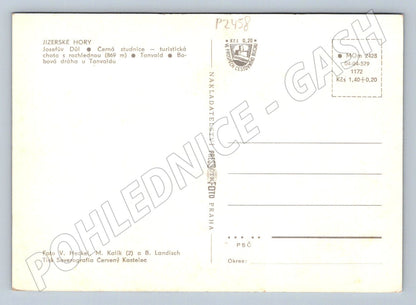 P2458
JIZERSKÉ HORY
Josefův Důl ● Černá studnice – turistická
chata s rozhlednou (869 m) ● Tanvald ● Bo-
bová dráha u Tanvaldu
Kčs 0,20
NAKLADATELSTVÍ PRESSFOTO PRAHA
1172
Kčs 1,40+0,20
POHLEDNICE - GASH
PSČ
Okres:
Foto V. Heckel, M. Kalík (2) a B. Landisch
Tisk Severografia Červený Kostelec